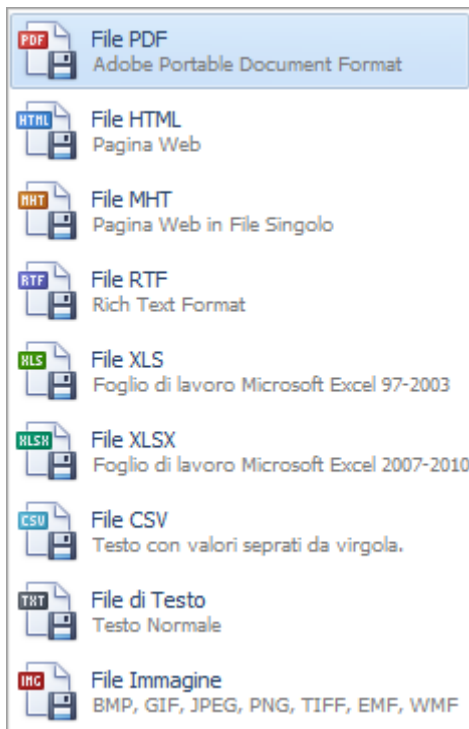 PDF
File PDF
Adobe Portable Document Format
HTML
File HTML
Pagina Web
MHT
File MHT
Pagina Web in File Singolo
RTF
File RTF
Rich Text Format
XLS
File XLS
Foglio di lavoro Microsoft Excel 97-2003
XLSX
File XLSX
Foglio di lavoro Microsoft Excel 2007-2010
CSV
File CSV
Testo con valori seprati da virgola.
TXT
File di Testo
Testo Normale
IMG
File Immagine
BMP, GIF, JPEG, PNG, TIFF, EMF, WMF